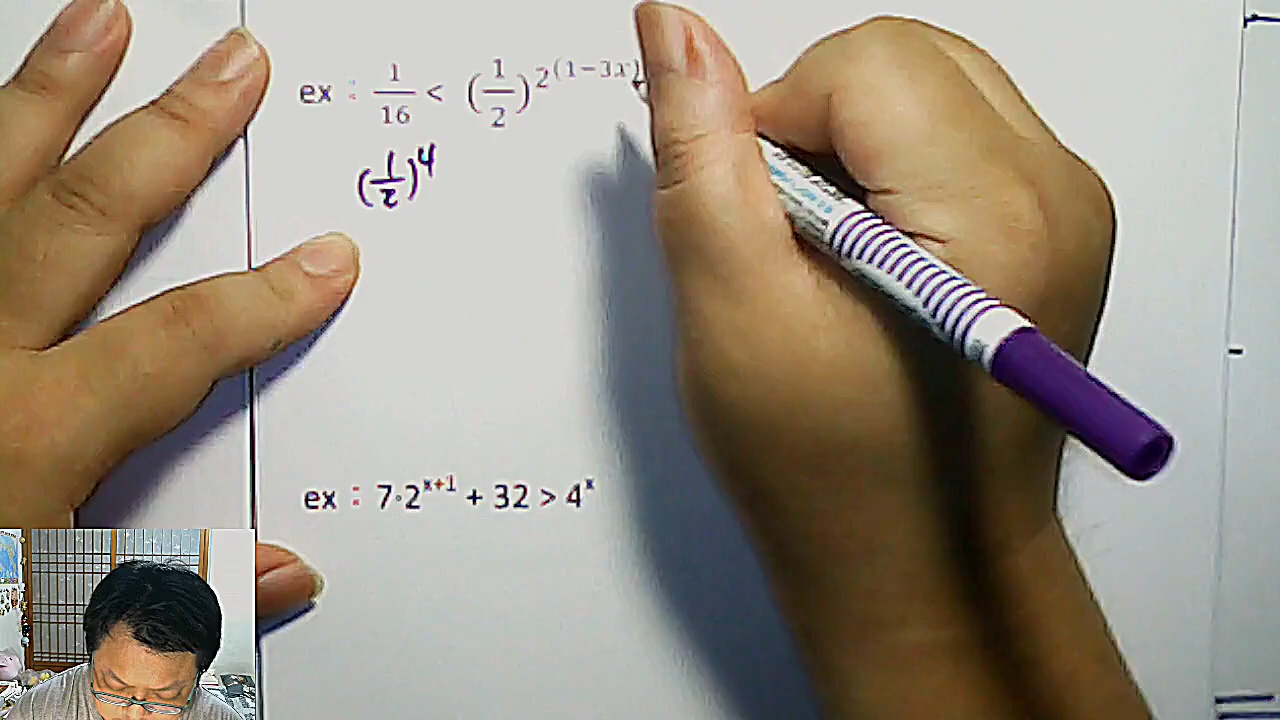 ex : 1/16 < (1/2)^2^(1-3x)
(1/2)^4
ex : 7·2^x+1 + 32 > 4^x